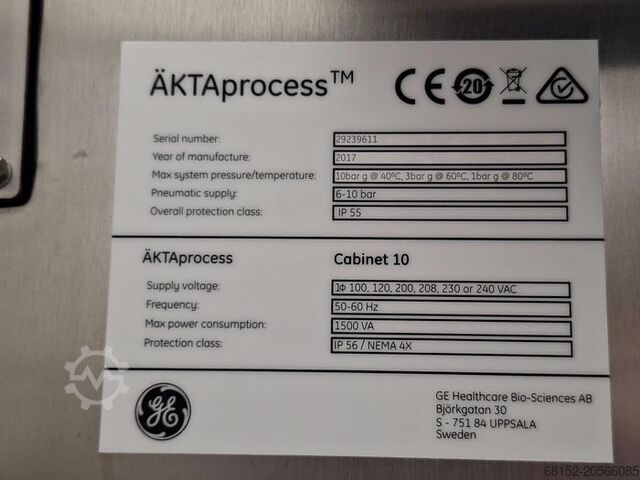 ÄKTAprocess™
CE 20
Serial number: 29239611
Year of manufacture: 2017
Max system pressure/temperature: 10bar g @ 40ºC, 3bar g @ 60ºC, 1bar g @ 80ºC
Pneumatic supply: 6-10 bar
Overall protection class: IP 55
ÄKTAprocess Cabinet 10
Supply voltage: 1Φ 100, 120, 200, 208, 230 or 240 VAC
Frequency: 50-60 Hz
Max power consumption: 1500 VA
Protection class: IP 56 / NEMA 4X
GE
GE Healthcare Bio-Sciences AB
Björkgatan 30
S - 751 84 UPPSALA
Sweden
68152-20566085